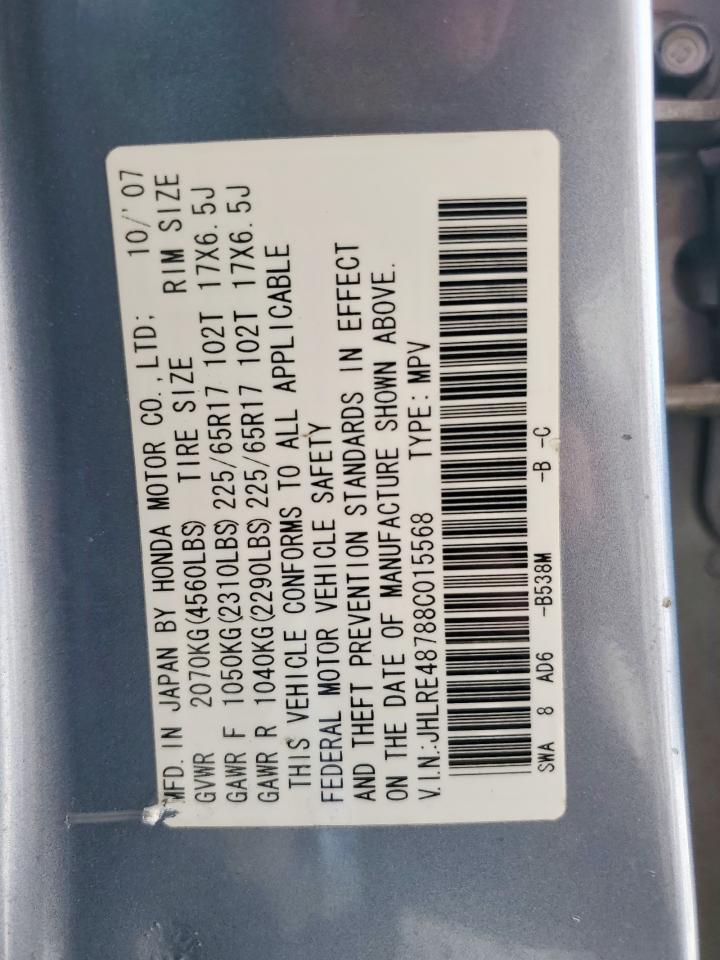 MFD. IN JAPAN BY HONDA MOTOR CO., LTD; 10/'07
GVWR 2070KG(4560LBS) TIRE SIZE RIM SIZE
GAWR F 1050KG(2310LBS) 225/65R17 102T 17X6.5J
GAWR R 1040KG(2290LBS) 225/65R17 102T 17X6.5J
THIS VEHICLE CONFORMS TO ALL APPLICABLE
FEDERAL MOTOR VEHICLE SAFETY
AND THEFT PREVENTION STANDARDS IN EFFECT
ON THE DATE OF MANUFACTURE SHOWN ABOVE.
V.I.N.:JHLRE48788C015568 TYPE: MPV
SWA 8 AD6 -B538M -B -C